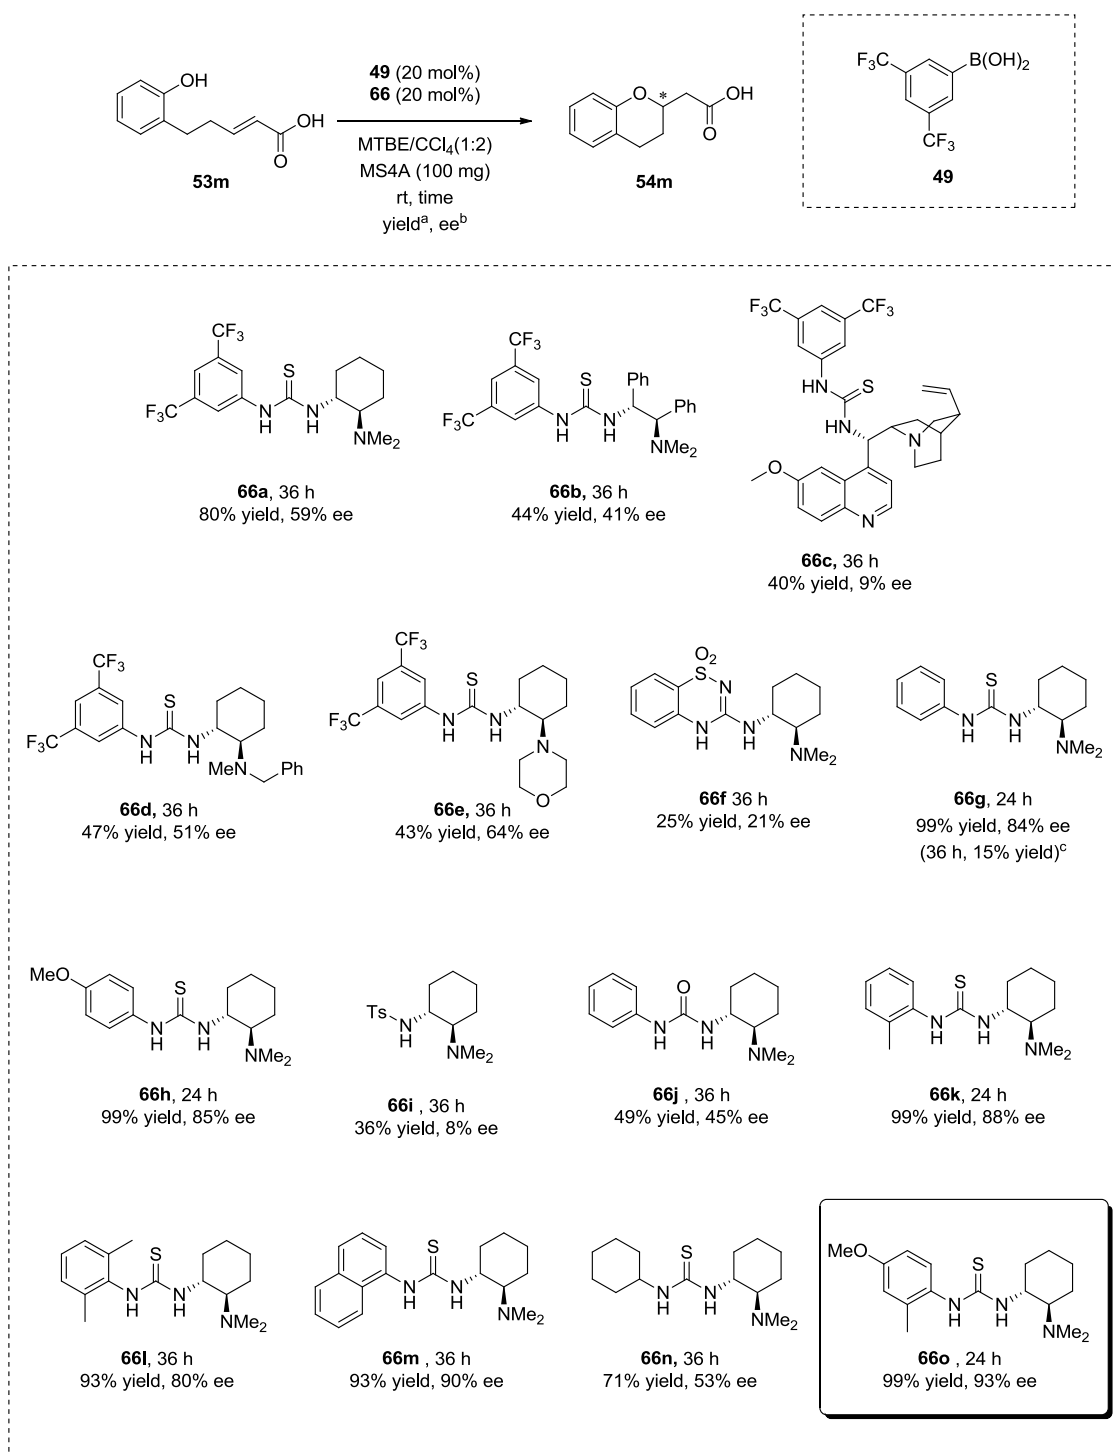 OH
OH
O
53m
49 (20 mol%)
66 (20 mol%)
MTBE/CCl4(1:2)
MS4A (100 mg)
rt, time
yielda, eeb
O
*
OH
O
54m
F3C
B(OH)2
CF3
49
CF3
F3C
S
N
H
N
H
NMe2
66a, 36 h
80% yield, 59% ee
CF3
F3C
S
N
H
N
H
Ph
Ph
NMe2
66b, 36 h
44% yield, 41% ee
F3C
CF3
HN
S
HN
N
O
N
66c, 36 h
40% yield, 9% ee
CF3
F3C
S
N
H
N
H
MeN
Ph
66d, 36 h
47% yield, 51% ee
CF3
CF3
S
N
H
N
H
N
O
66e, 36 h
43% yield, 64% ee
O2
S
N
N
H
N
H
NMe2
66f 36 h
25% yield, 21% ee
S
N
H
N
H
NMe2
66g, 24 h
99% yield, 84% ee
(36 h, 15% yield)c
MeO
S
N
H
N
H
NMe2
66h, 24 h
99% yield, 85% ee
Ts
N
H
NMe2
66i , 36 h
36% yield, 8% ee
O
N
H
N
H
NMe2
66j , 36 h
49% yield, 45% ee
S
N
H
N
H
NMe2
66k, 24 h
99% yield, 88% ee
S
N
H
N
H
NMe2
66l, 36 h
93% yield, 80% ee
S
N
H
N
H
NMe2
66m , 36 h
93% yield, 90% ee
S
N
H
N
H
NMe2
66n, 36 h
71% yield, 53% ee
MeO
S
N
H
N
H
NMe2
66o , 24 h
99% yield, 93% ee